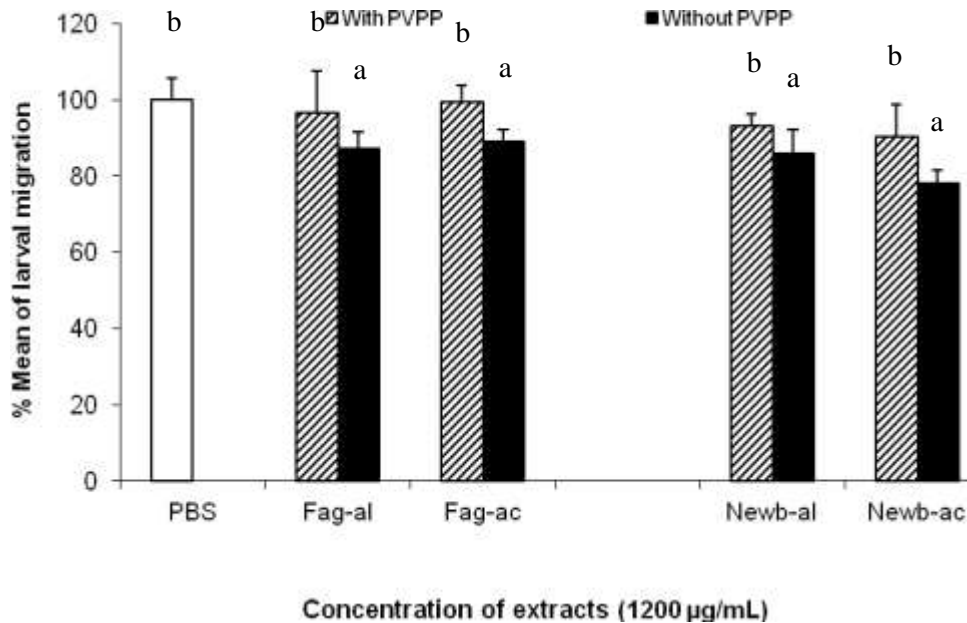 120
100
80
60
40
20
0
% Mean of larval migration
With PVPP
Without PVPP
b
b
a
b
a
b
a
b
a
PBS
Fag-al
Fag-ac
Newb-al
Newb-ac
Concentration of extracts (1200 µg/mL)